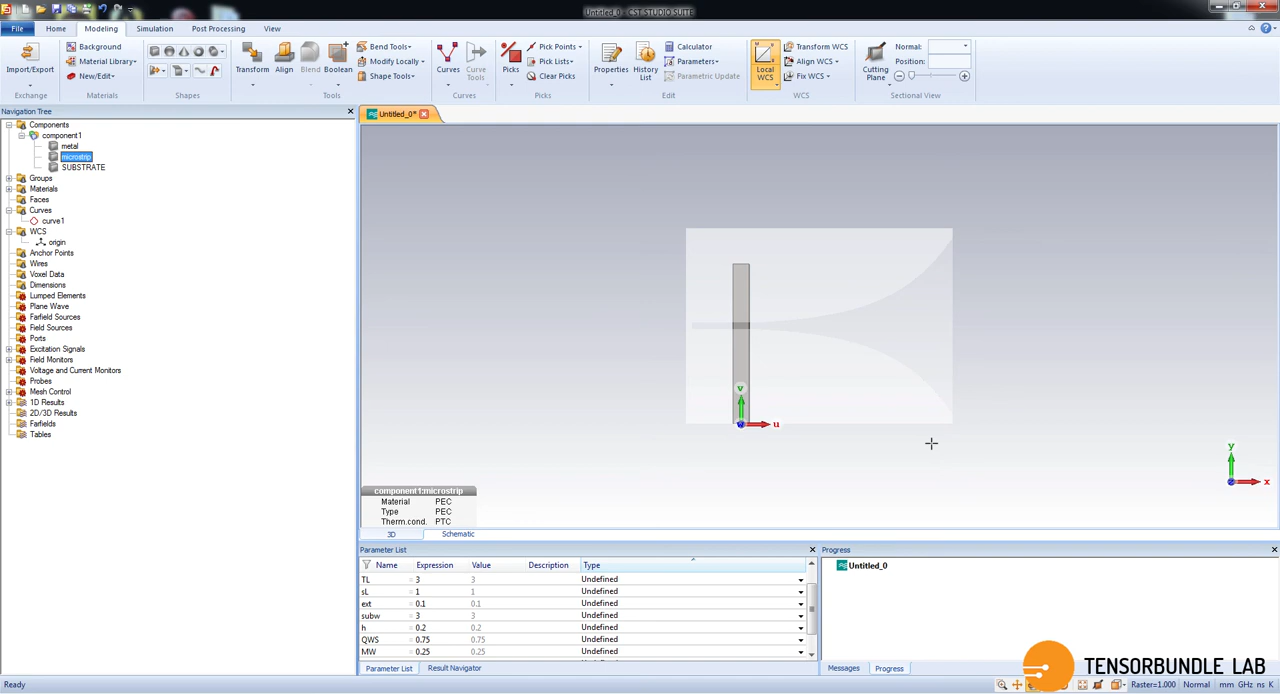 Untitled_0 - CST STUDIO SUITE
File Home Modeling Simulation Post Processing View
Import/Export
Exchange
Background
Material Library
New/Edit
Materials
Shapes
Transform Align Blend Boolean
Bend Tools
Modify Locally
Shape Tools
Tools
Curves Curve Tools
Curves
Picks
Pick Points
Pick Lists
Clear Picks
Picks
Properties History List
Calculator
Parameters
Parametric Update
Edit
Local WCS
Transform WCS
Align WCS
Fix WCS
WCS
Cutting Plane
Normal:
Position:
Sectional View
Navigation Tree
Untitled_0*
Components
component1
metal
microstrip
SUBSTRATE
Groups
Materials
Faces
Curves
curve1
WCS
origin
Anchor Points
Wires
Voxel Data
Dimensions
Lumped Elements
Plane Wave
Farfield Sources
Field Sources
Ports
Excitation Signals
Field Monitors
Voltage and Current Monitors
Probes
Mesh Control
1D Results
2D/3D Results
Farfields
Tables
v
u
y
x
component1:microstrip
Material PEC
Type PEC
Therm.cond. PTC
3D Schematic
Parameter List
Name Expression Value Description Type
TL = 3 3 Undefined
sL = 1 1 Undefined
ext = 0.1 0.1 Undefined
subw = 3 3 Undefined
h = 0.2 0.2 Undefined
QWS = 0.75 0.75 Undefined
MW = 0.25 0.25 Undefined
Parameter List Result Navigator
Progress
Untitled_0
Messages Progress
TENSORBUNDLE LAB
Ready
Raster=1.000 Normal mm GHz ns K